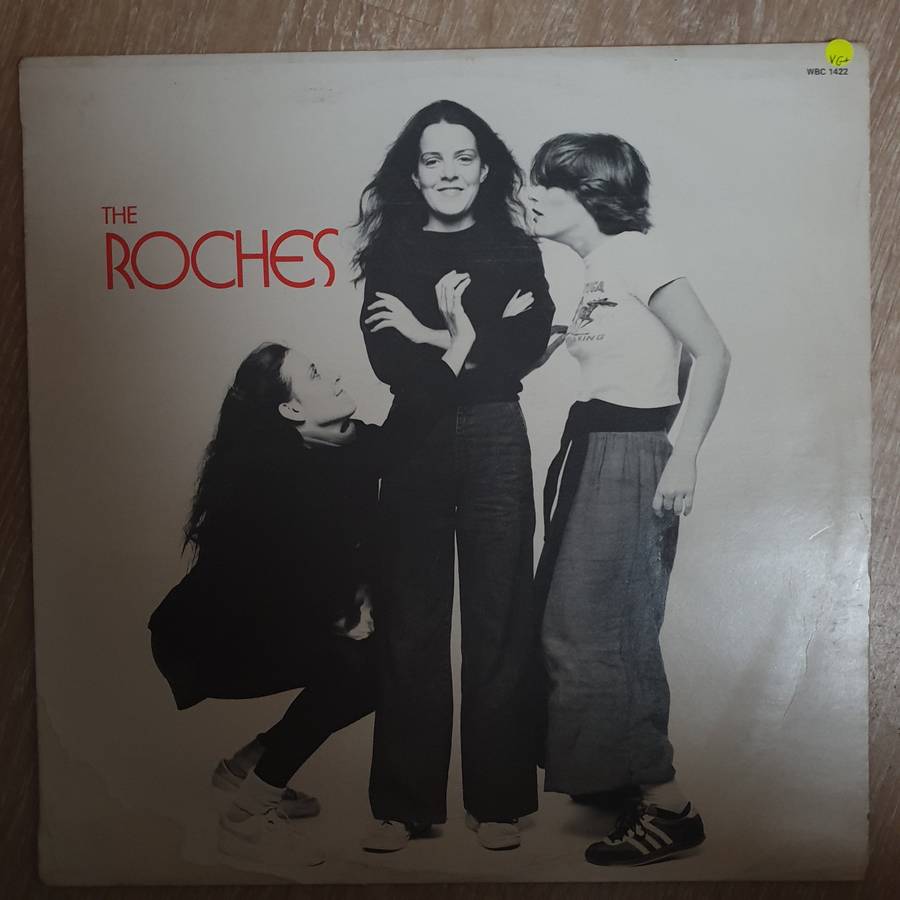 VG+
WBC 1422
THE
ROCHES